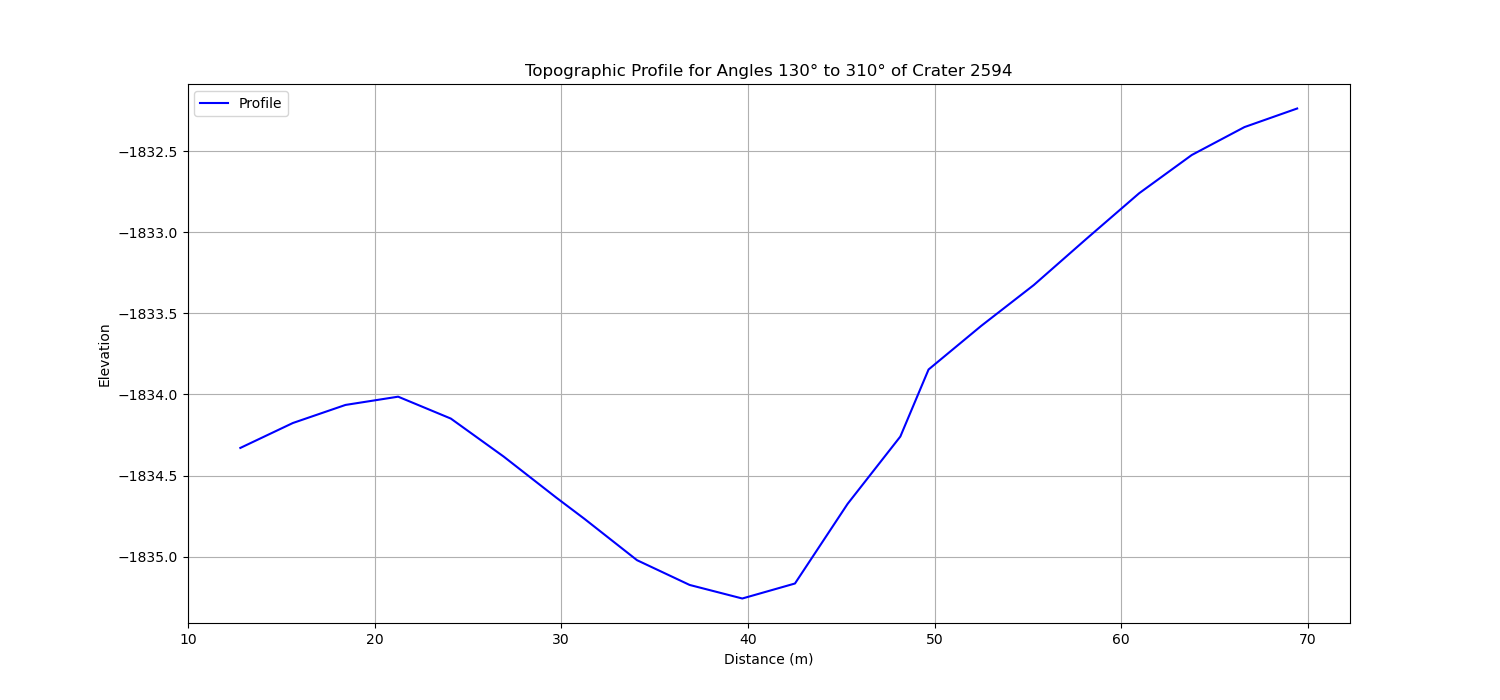 Topographic Profile for Angles 130° to 310° of Crater 2594
Profile
−1832.5
−1833.0
−1833.5
−1834.0
−1834.5
−1835.0
Elevation
10 20 30 40 50 60 70
Distance (m)